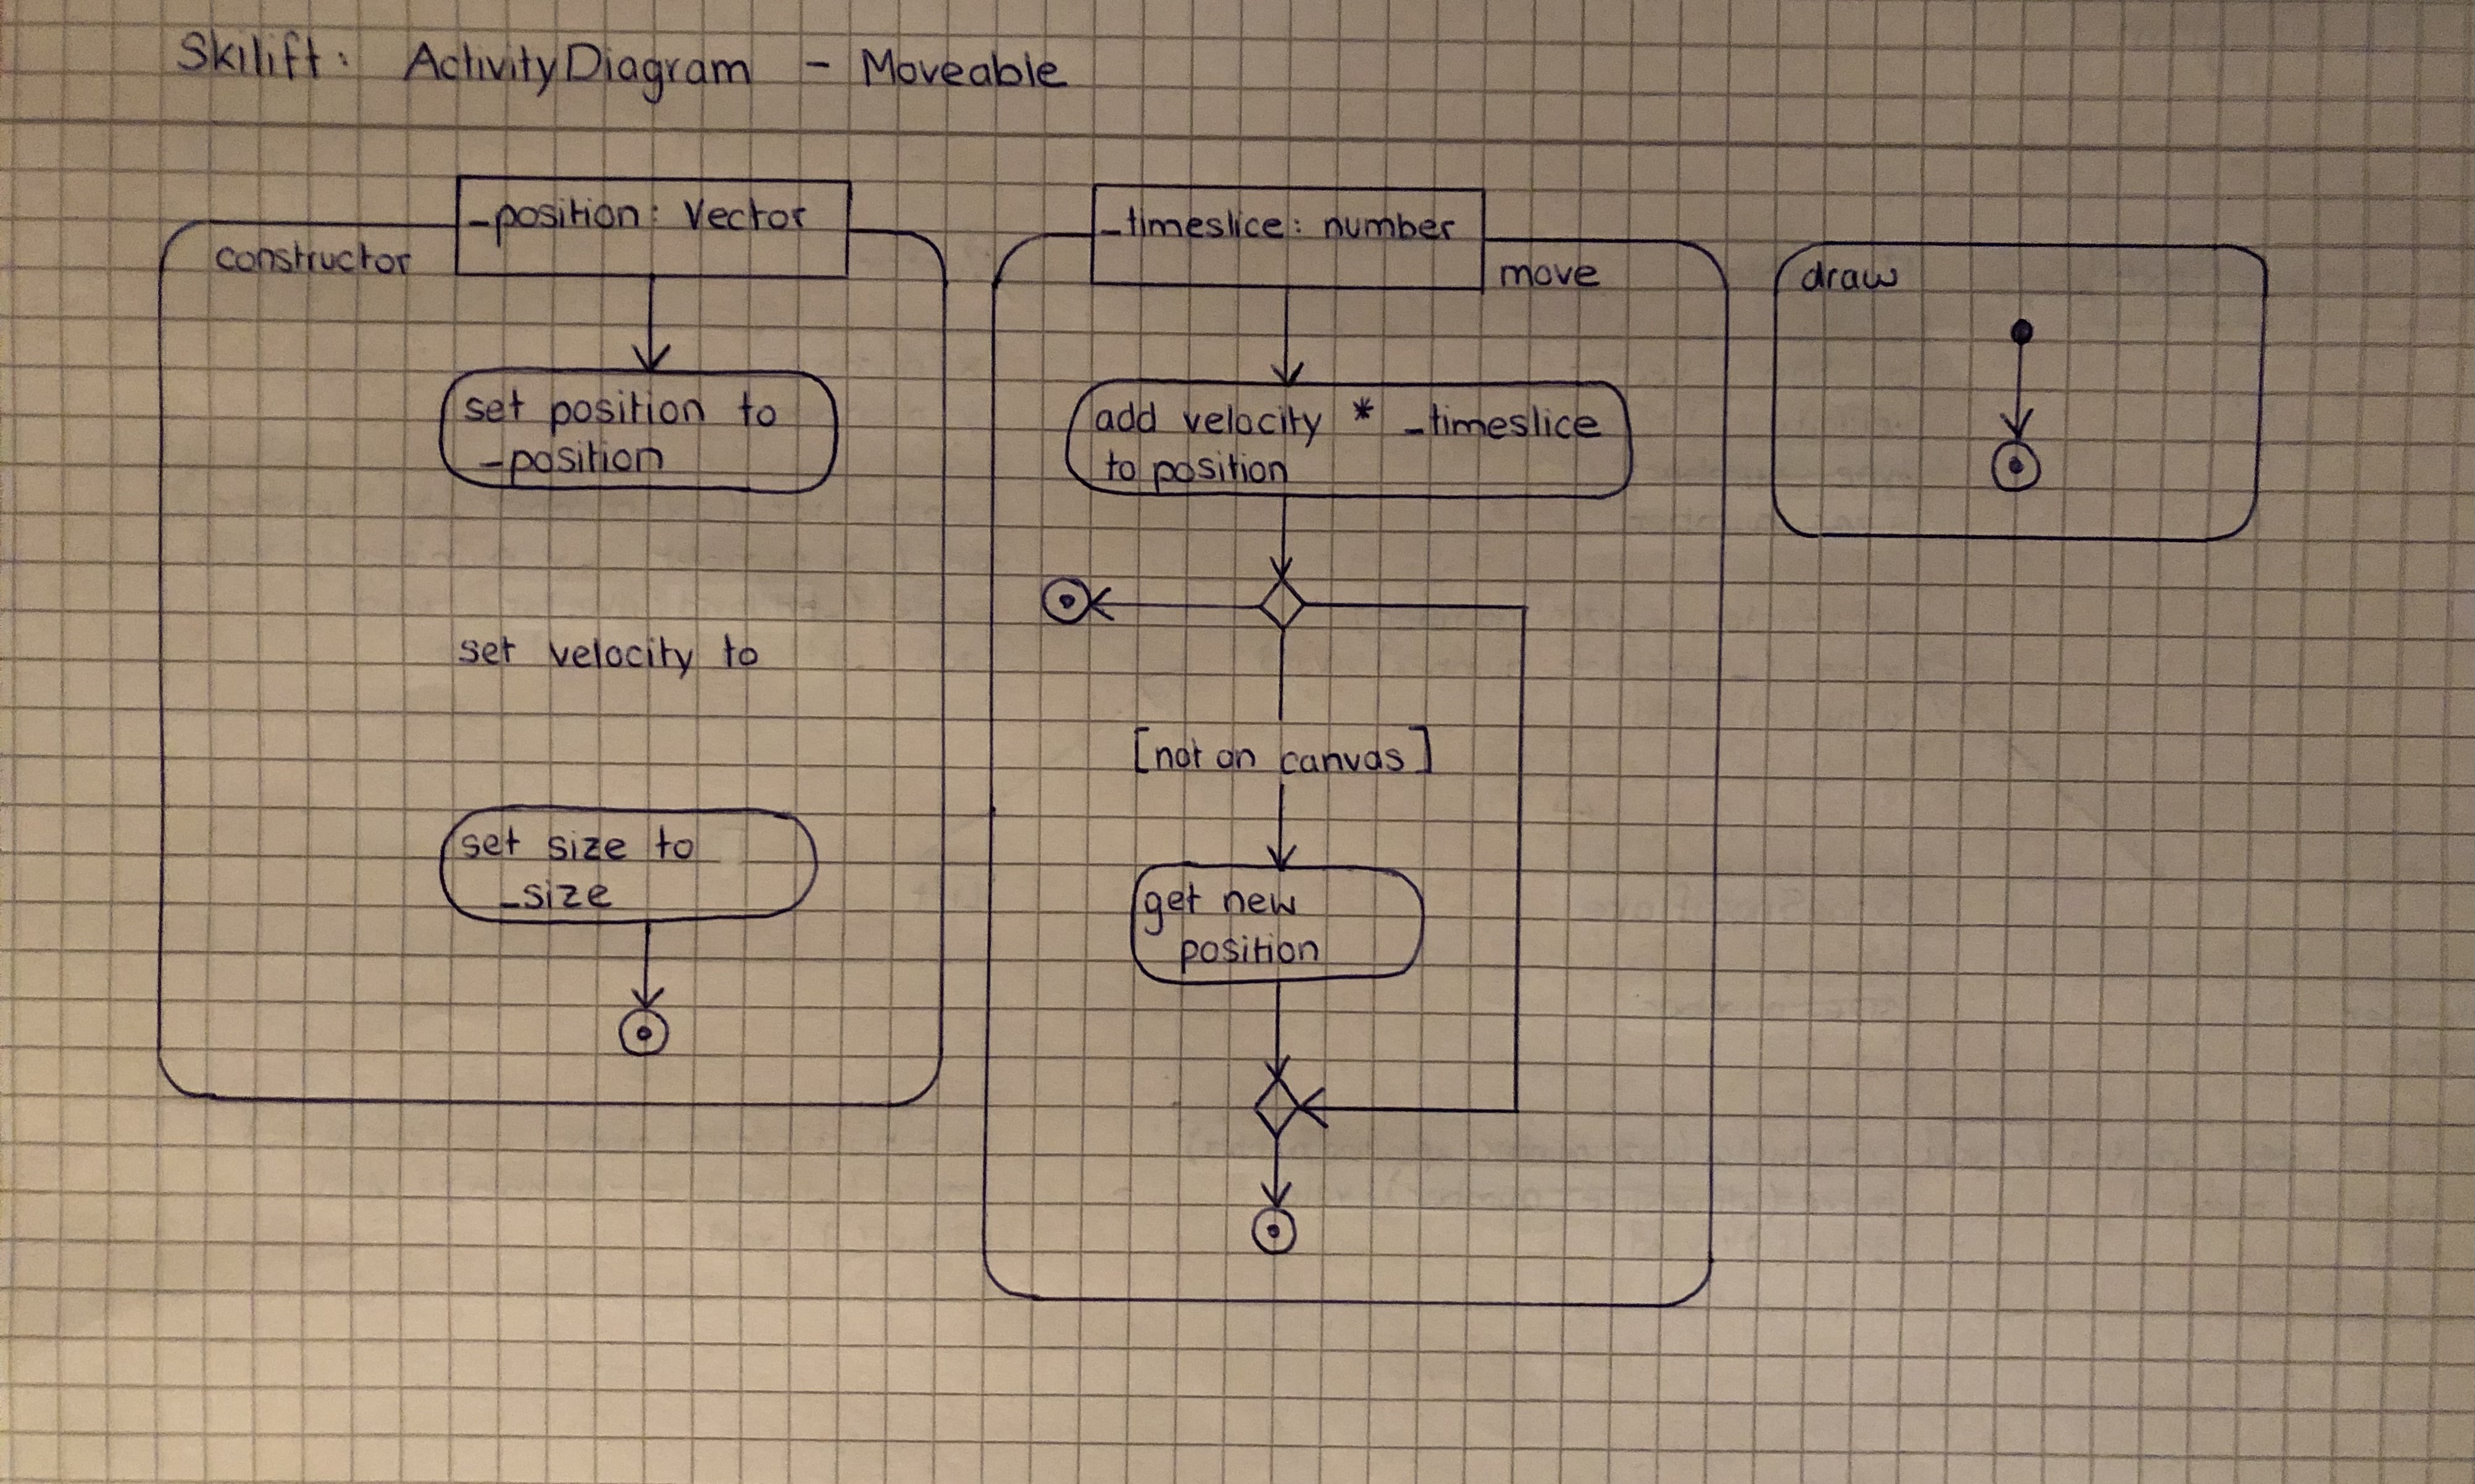 Skilift: ActivityDiagram - Moveable
_position: Vector
constructor
set position to
_position
set velocity to
set size to
_size
_timeslice: number
move
add velocity * _timeslice
to position
[not on canvas]
get new
position
draw